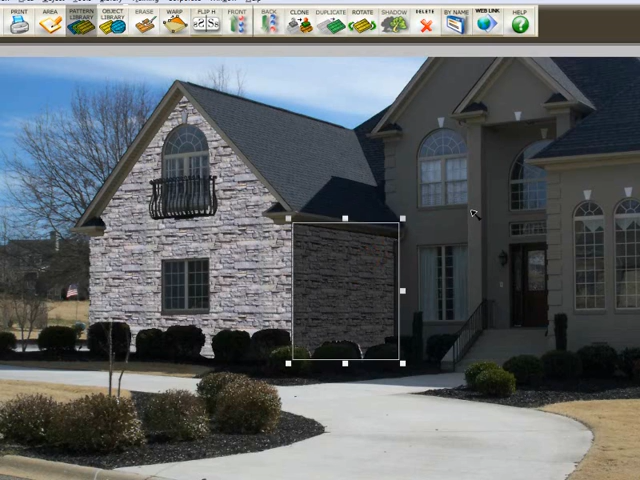 PRINT AREA PATTERN LIBRARY OBJECT LIBRARY ERASE WARP FLIP H FRONT BACK CLONE DUPLICATE ROTATE SHADOW DELETE BY NAME WEB LINK HELP